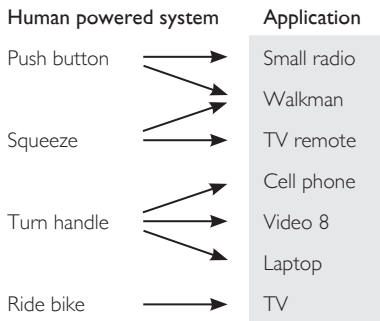 Human powered system Application
Push button Small radio
Walkman
Squeeze TV remote
Cell phone
Turn handle Video 8
Laptop
Ride bike TV